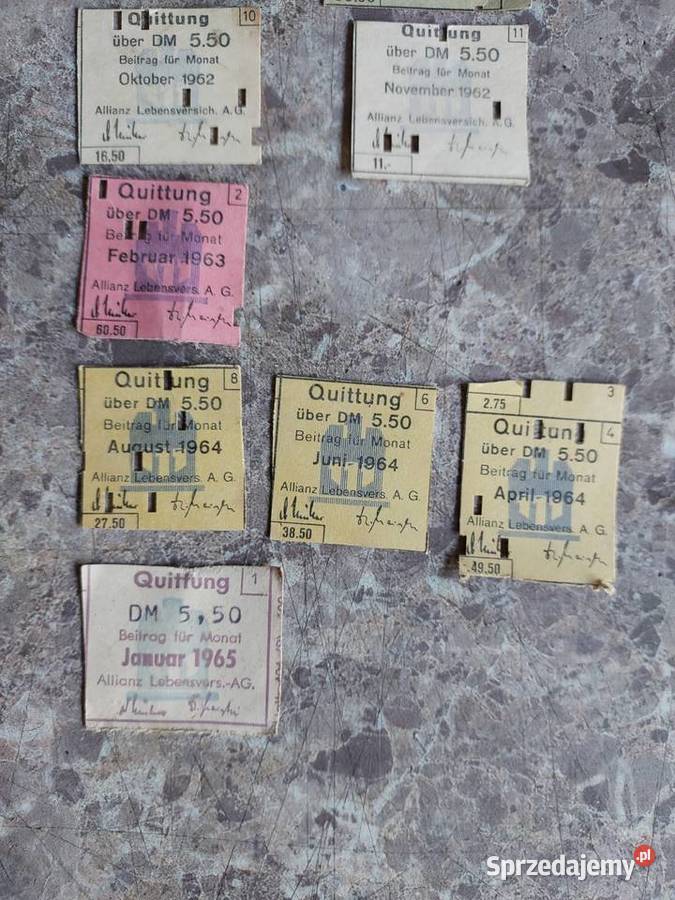 10
Quittung
über DM 5.50
Beitrag für Monat
Oktober 1962
Allianz Lebensversich. A.G.
16.50
11
Quittung
über DM 5.50
Beitrag für Monat
November 1962
Allianz Lebensversich. A.G.
11.-
2
Quittung
über DM 5.50
Beitrag für Monat
Februar 1963
Allianz Lebensvers. A. G.
60.50
8
Quittung
über DM 5.50
Beitrag für Monat
August 1964
Allianz Lebensvers. A. G.
27.50
6
Quittung
über DM 5.50
Beitrag für Monat
Juni 1964
Allianz Lebensvers. A. G.
38.50
3
2.75
4
Quittung
über DM 5.50
Beitrag für Monat
April 1964
Allianz Lebensvers. A. G.
49.50
1
Quittung
DM 5,50
Beitrag für Monat
Januar 1965
Allianz Lebensvers.-AG.
Sprzedajemy.pl